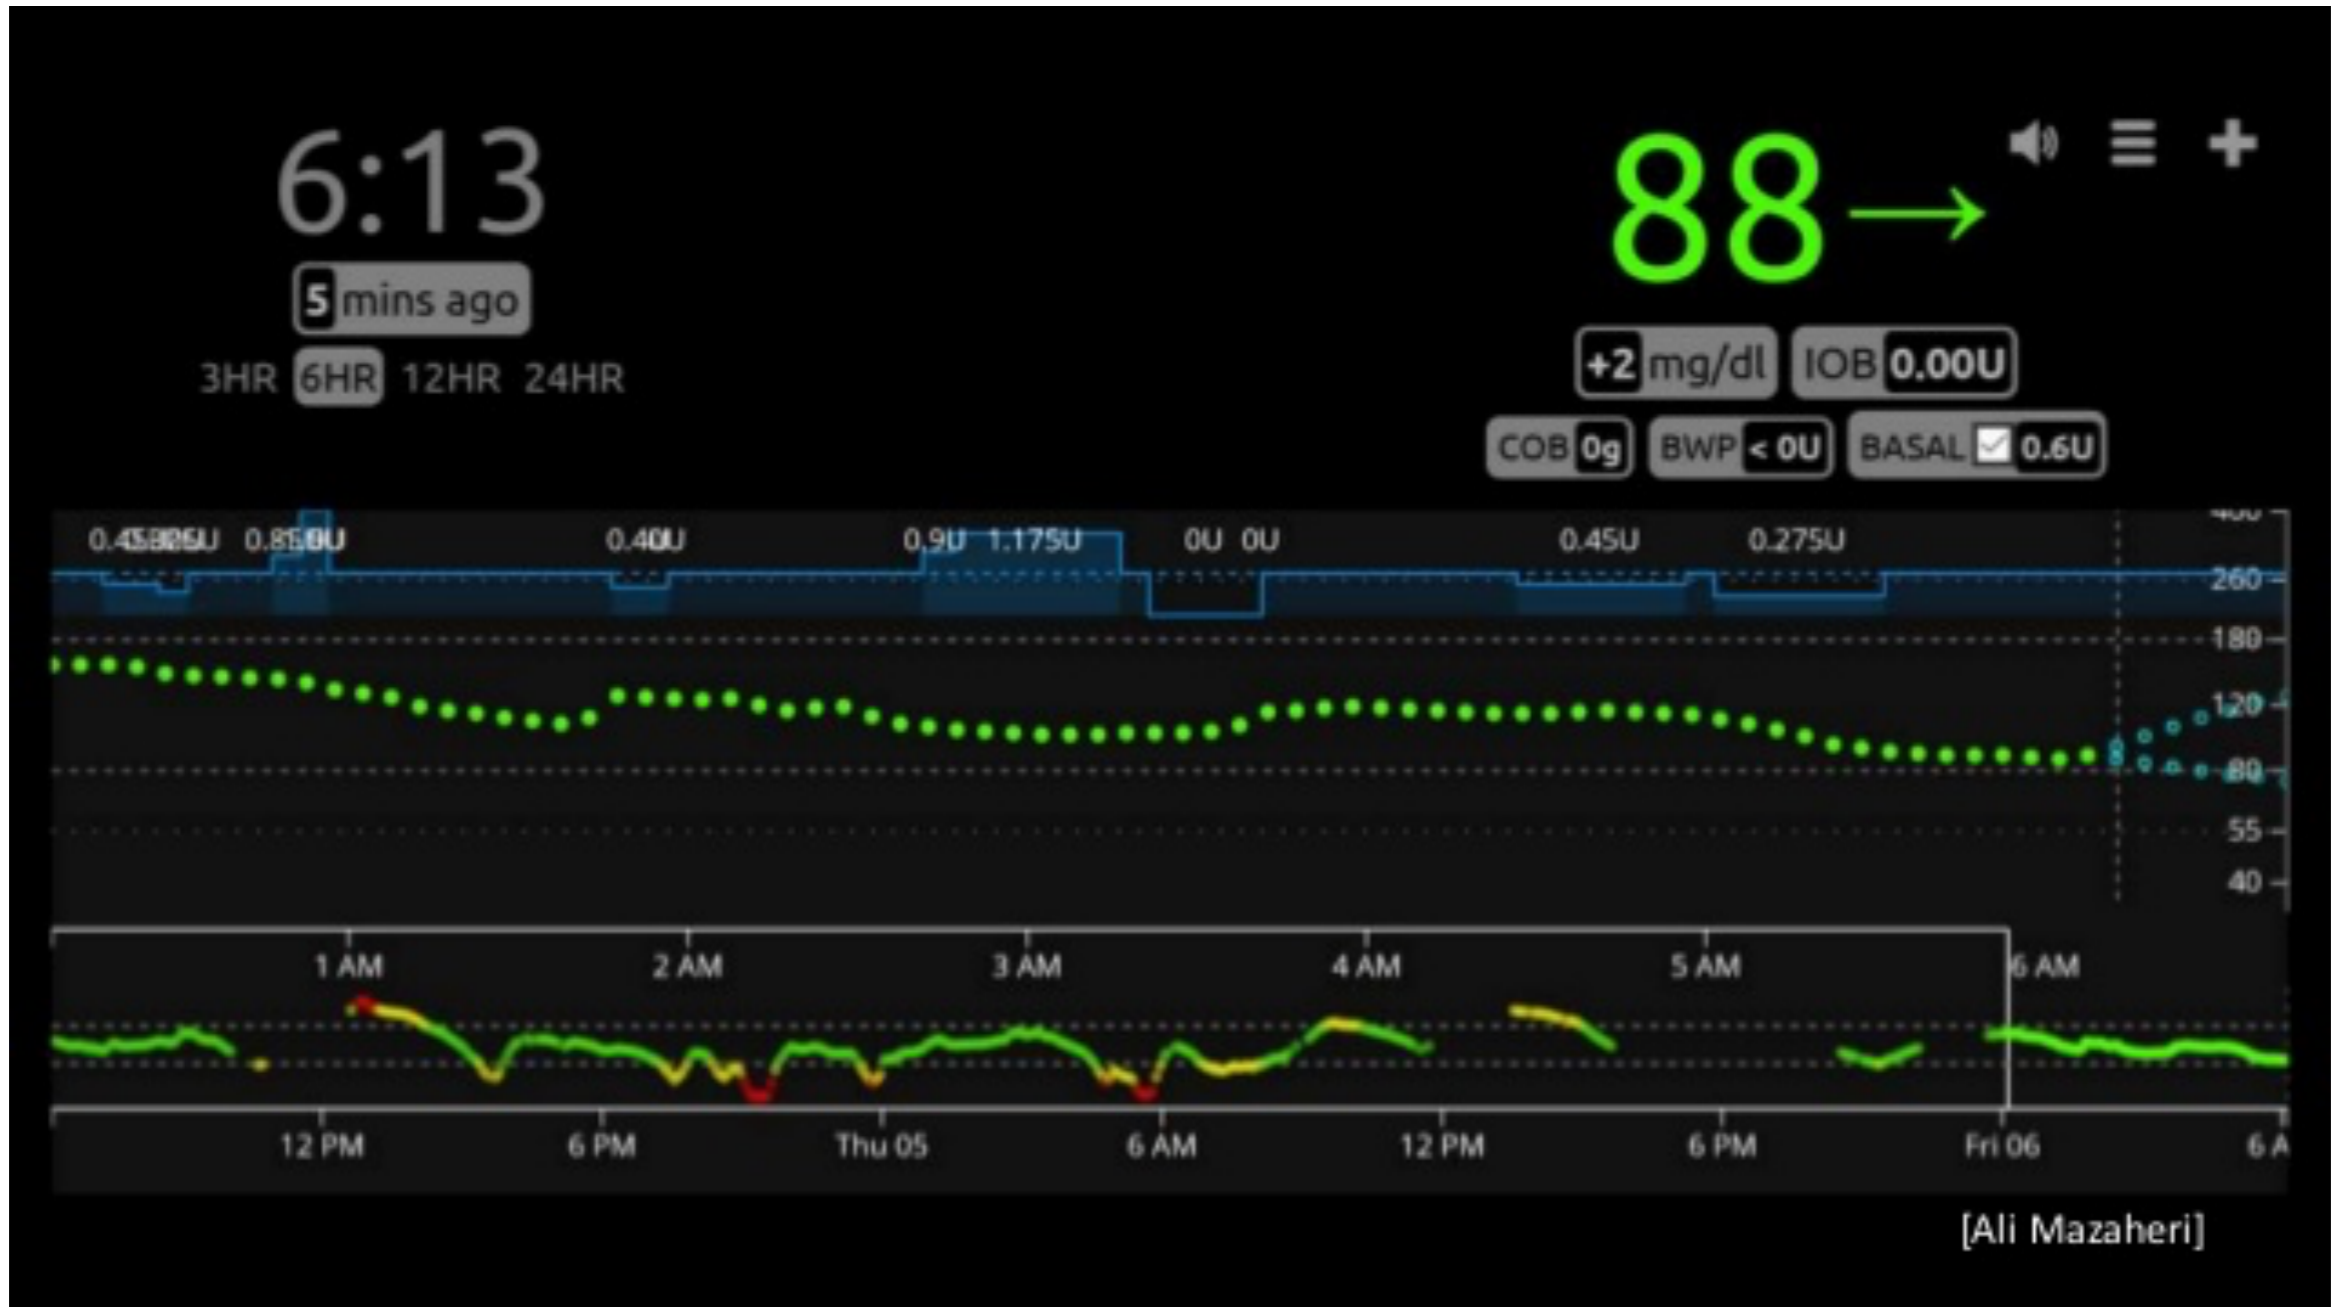 6:13
5 mins ago
3HR 6HR 12HR 24HR
88→
+2 mg/dl IOB 0.00U
COB 0g BWP < 0U BASAL 0.6U
0.9U 1.175U 0U 0U 0.45U 0.275U
400
260
180
120
80
55
40
1 AM 2 AM 3 AM 4 AM 5 AM 6 AM
12 PM 6 PM Thu 05 6 AM 12 PM 6 PM Fri 06 6 A
[Ali Mazaheri]